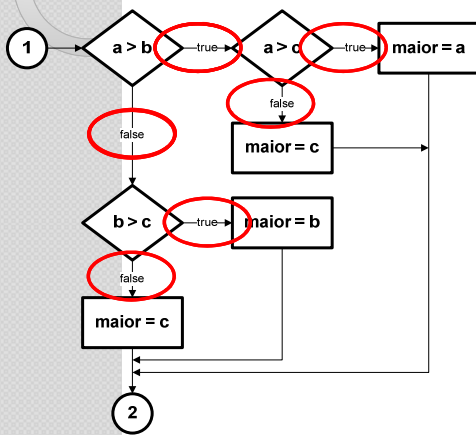 1
a > b
true
a > c
true
maior = a
false
false
maior = c
b > c
true
maior = b
false
maior = c
2